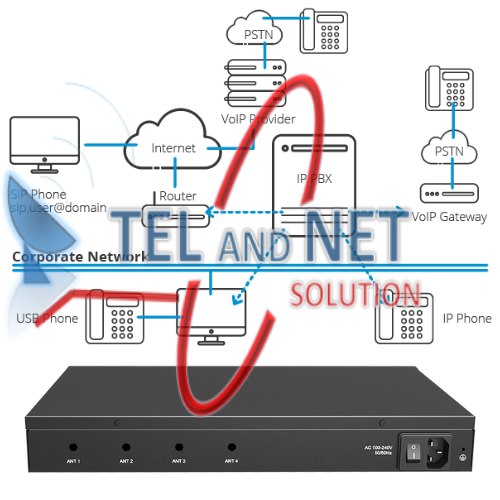 PSTN
PSTN
VoIP Provider
Internet
IP PBX
PSTN
SIP Phone
sip.user@domain
Router
VoIP Gateway
TEL AND NET
SOLUTION
Corporate Network
USB Phone
IP Phone
AC 100-240V
50/60Hz
ANT 1
ANT 2
ANT 3
ANT 4